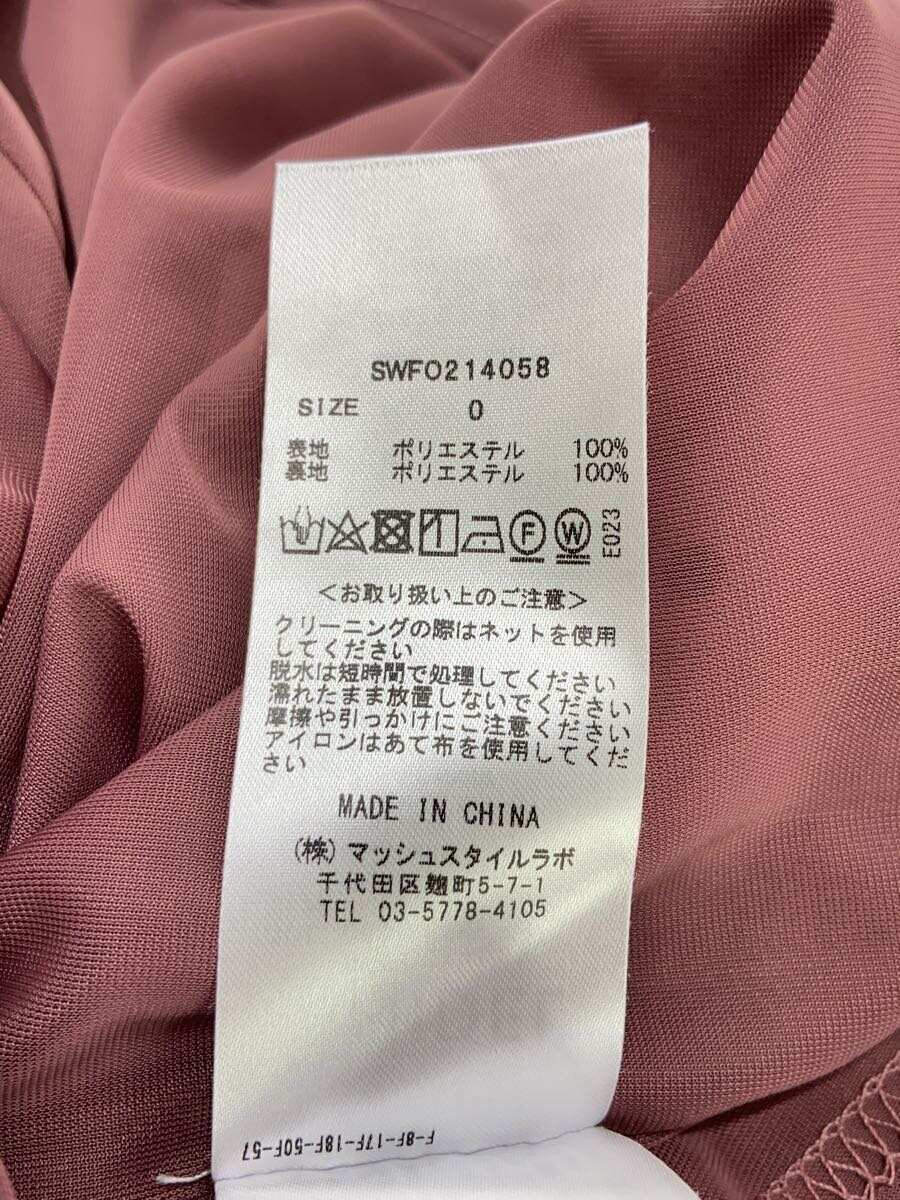 SWFO214058
SIZE 0
表地 ポリエステル 100%
裏地 ポリエステル 100%
F W E023
<お取り扱い上のご注意>
クリーニングの際はネットを使用
してください
脱水は短時間で処理してください
濡れたまま放置しないでください
摩擦や引っかけにご注意ください
アイロンはあて布を使用してくだ
さい
MADE IN CHINA
(株)マッシュスタイルラボ
千代田区麹町5-7-1
TEL 03-5778-4105
F-8F-17F-18F-50F-57